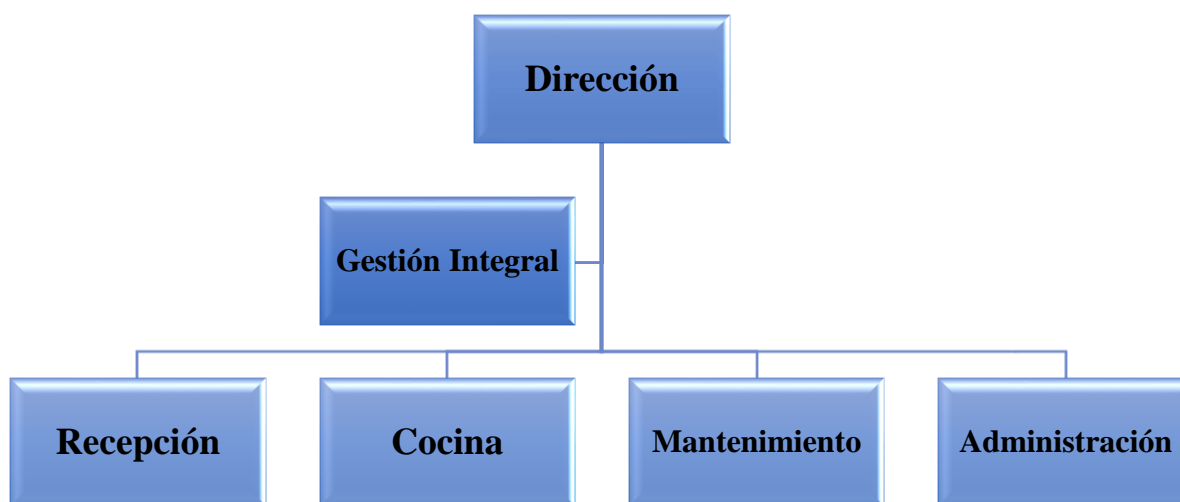 Dirección
Gestión Integral
Recepción
Cocina
Mantenimiento
Administración